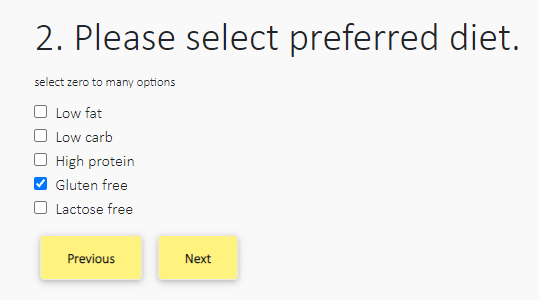 2. Please select preferred diet.
select zero to many options
Low fat
Low carb
High protein
Gluten free
Lactose free
Previous Next